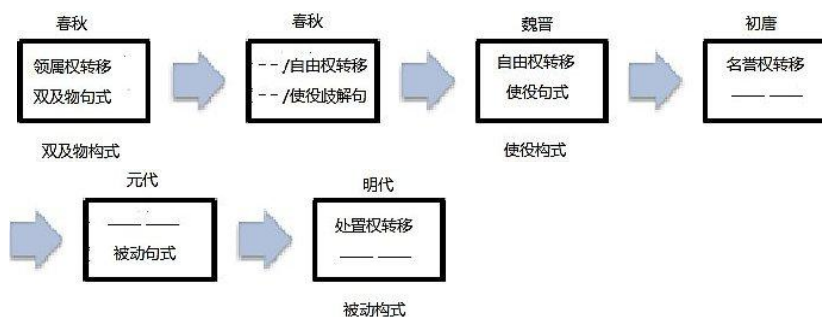 春秋
春秋
魏晋
初唐
领属权转移
双及物句式
--/自由权转移
--/使役歧解句
自由权转移
使役句式
名誉权转移
—— ——
双及物构式
使役构式
元代
明代
—— ——
被动句式
处置权转移
—— ——
被动构式